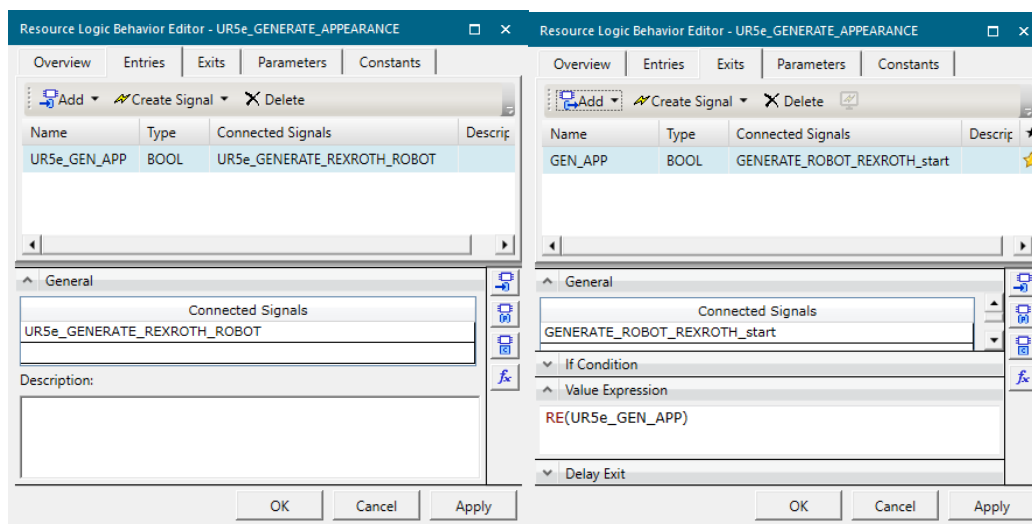 Resource Logic Behavior Editor - UR5e_GENERATE_APPEARANCE
Overview Entries Exits Parameters Constants
Add Create Signal Delete
Name Type Connected Signals Descrip
UR5e_GEN_APP BOOL UR5e_GENERATE_REXROTH_ROBOT
General
Connected Signals
UR5e_GENERATE_REXROTH_ROBOT
Description:
OK Cancel Apply
Resource Logic Behavior Editor - UR5e_GENERATE_APPEARANCE
Overview Entries Exits Parameters Constants
Add Create Signal Delete
Name Type Connected Signals Descrip
GEN_APP BOOL GENERATE_ROBOT_REXROTH_start
General
Connected Signals
GENERATE_ROBOT_REXROTH_start
If Condition
Value Expression
RE(UR5e_GEN_APP)
Delay Exit
OK Cancel Apply